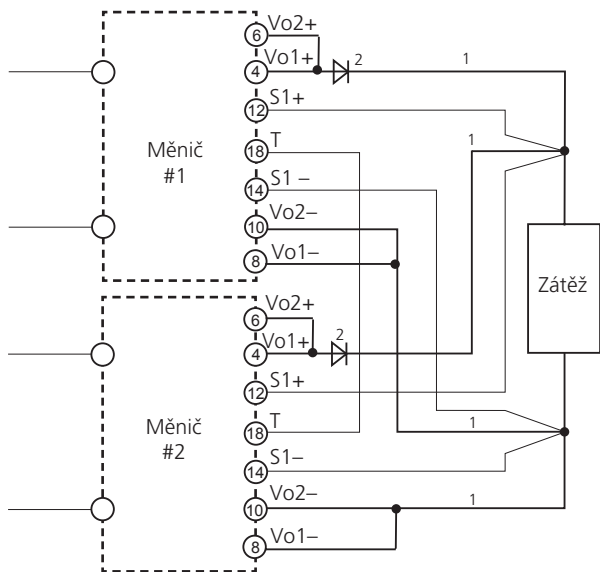 6 Vo2+
4 Vo1+ 2 1
12 S1+
1
18 T
Měnič
#1
14 S1 –
10 Vo2–
8 Vo1–
Zátěž
6 Vo2+
4 Vo1+ 2
12 S1+
18 T
1
Měnič
#2
14 S1–
10 Vo2–
1
8 Vo1–